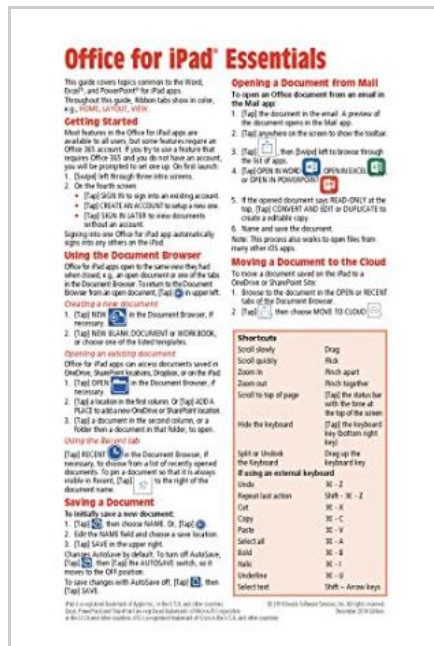 Office for iPad® Essentials
This guide covers topics common to the Word,
Excel®, and PowerPoint® for iPad apps.
Throughout this guide, Ribbon tabs show in color,
e.g., HOME, LAYOUT, VIEW.
Getting Started
Most features in the Office for iPad apps are
available to all users, but some features require an
Office 365 account. If you try to use a feature that
requires Office 365 and you do not have an account,
you will be prompted to set one up. On first launch:
1. [Swipe] left through three intro screens.
2. On the fourth screen
• [Tap] SIGN IN to sign into an existing account.
• [Tap] CREATE AN ACCOUNT to setup a new one.
• [Tap] SIGN IN LATER to view documents
without an account.
Signing into one Office for iPad app automatically
signs into any others on the iPad.
Using the Document Browser
Office for iPad apps open to the same view they had
when closed, e.g., an open document or one of the tabs
in the Document Browser. To return to the Document
Browser from an open document, [Tap] in upper left.
Creating a new document
1. [Tap] NEW in the Document Browser, if
necessary.
2. [Tap] NEW BLANK DOCUMENT or WORKBOOK,
or choose one of the listed templates.
Opening an existing document
Office for iPad apps can access documents saved in
OneDrive, SharePoint locations, Dropbox, or on the iPad.
1. [Tap] OPEN in the Document Browser, if
necessary.
2. [Tap] a location in the first column. Or [Tap] ADD A
PLACE to add a new OneDrive or SharePoint location.
3. [Tap] a document in the second column, or a
folder then a document in that folder, to open.
Using the Recent tab
[Tap] RECENT in the Document Browser, if
necessary, to choose from a list of recently opened
documents. To pin a document so that it is always
visible in Recent, [Tap] to the right of the
document name.
Saving a Document
To initially save a new document:
1. [Tap] , then choose NAME. Or, [Tap]
2. Edit the NAME field and choose a save location.
3. [Tap] SAVE in the upper right.
Changes AutoSave by default. To turn off AutoSave,
[Tap] , then [Tap] the AUTOSAVE switch, so it
moves to the OFF position.
To save changes with AutoSave off, [Tap] , then
[Tap] SAVE.
Opening a Document from Mail
To open an Office document from an email in
the Mail app:
1. [Tap] the document in the email. A preview of
the document opens in the Mail app.
2. [Tap] anywhere on the screen to show the toolbar.
3. [Tap] , then [Swipe] left to browse through
the list of apps.
4. [Tap] OPEN IN WORD , OPEN IN EXCEL
or OPEN IN POWERPOINT
5. If the opened document says READ-ONLY at the
top, [Tap] CONVERT AND EDIT or DUPLICATE to
create a editable copy.
6. Name and save the document.
Note: This process also works to open files from
many other iOS apps.
Moving a Document to the Cloud
To move a document saved on the iPad to a
OneDrive or SharePoint Site:
1. Browse to the document in the OPEN or RECENT
tabs of the Document Browser.
2. [Tap] , then choose MOVE TO CLOUD
Shortcuts
Scroll slowly Drag
Scroll quickly Flick
Zoom in Pinch apart
Zoom out Pinch together
Scroll to top of page [Tap] the status bar
with the time at
the top of the screen
Hide the keyboard [Tap] the keyboard
key (bottom right
key)
Split or Undock Drag up the
the Keyboard keyboard key
If using an external keyboard
Undo ⌘ - Z
Repeat last action Shift - ⌘ - Z
Cut ⌘ - X
Copy ⌘ - C
Paste ⌘ - V
Select all ⌘ - A
Bold ⌘ - B
Italic ⌘ - I
Underline ⌘ - U
Select text Shift – Arrow keys